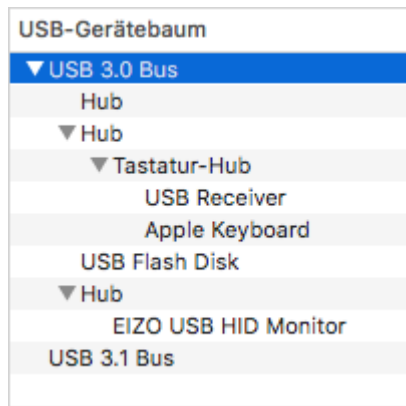 USB-Gerätebaum
USB 3.0 Bus
Hub
Hub
Tastatur-Hub
USB Receiver
Apple Keyboard
USB Flash Disk
Hub
EIZO USB HID Monitor
USB 3.1 Bus